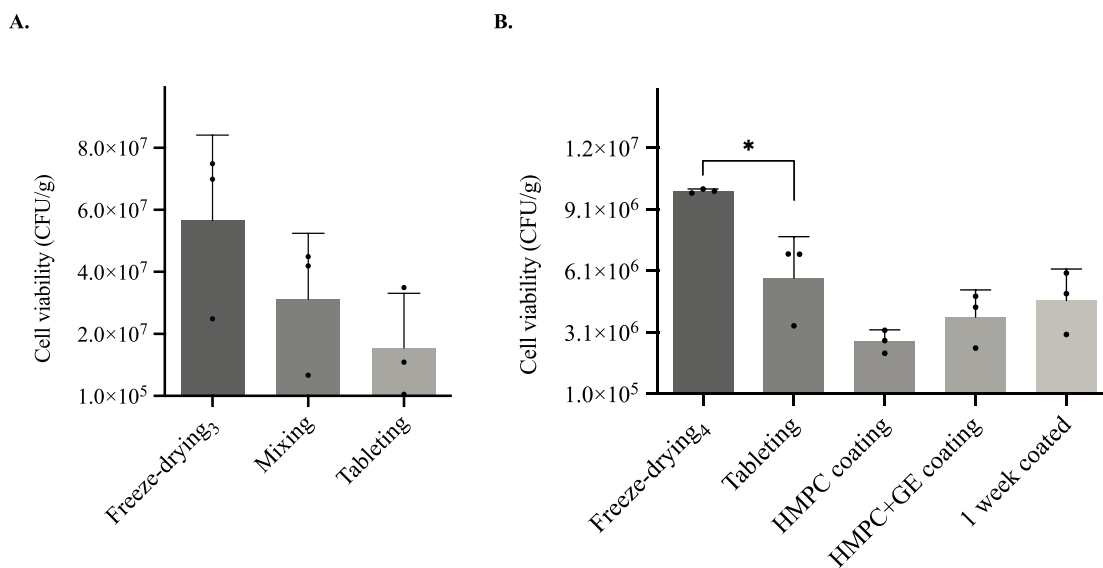 A.
Cell viability (CFU/g)
8.0×10⁷
6.0×10⁷
4.0×10⁷
2.0×10⁷
1.0×10⁵
Freeze-drying₃
Mixing
Tableting
B.
Cell viability (CFU/g)
1.2×10⁷
9.1×10⁶
6.1×10⁶
3.1×10⁶
1.0×10⁵
*
Freeze-drying₄
Tableting
HMPC coating
HMPC+GE coating
1 week coated